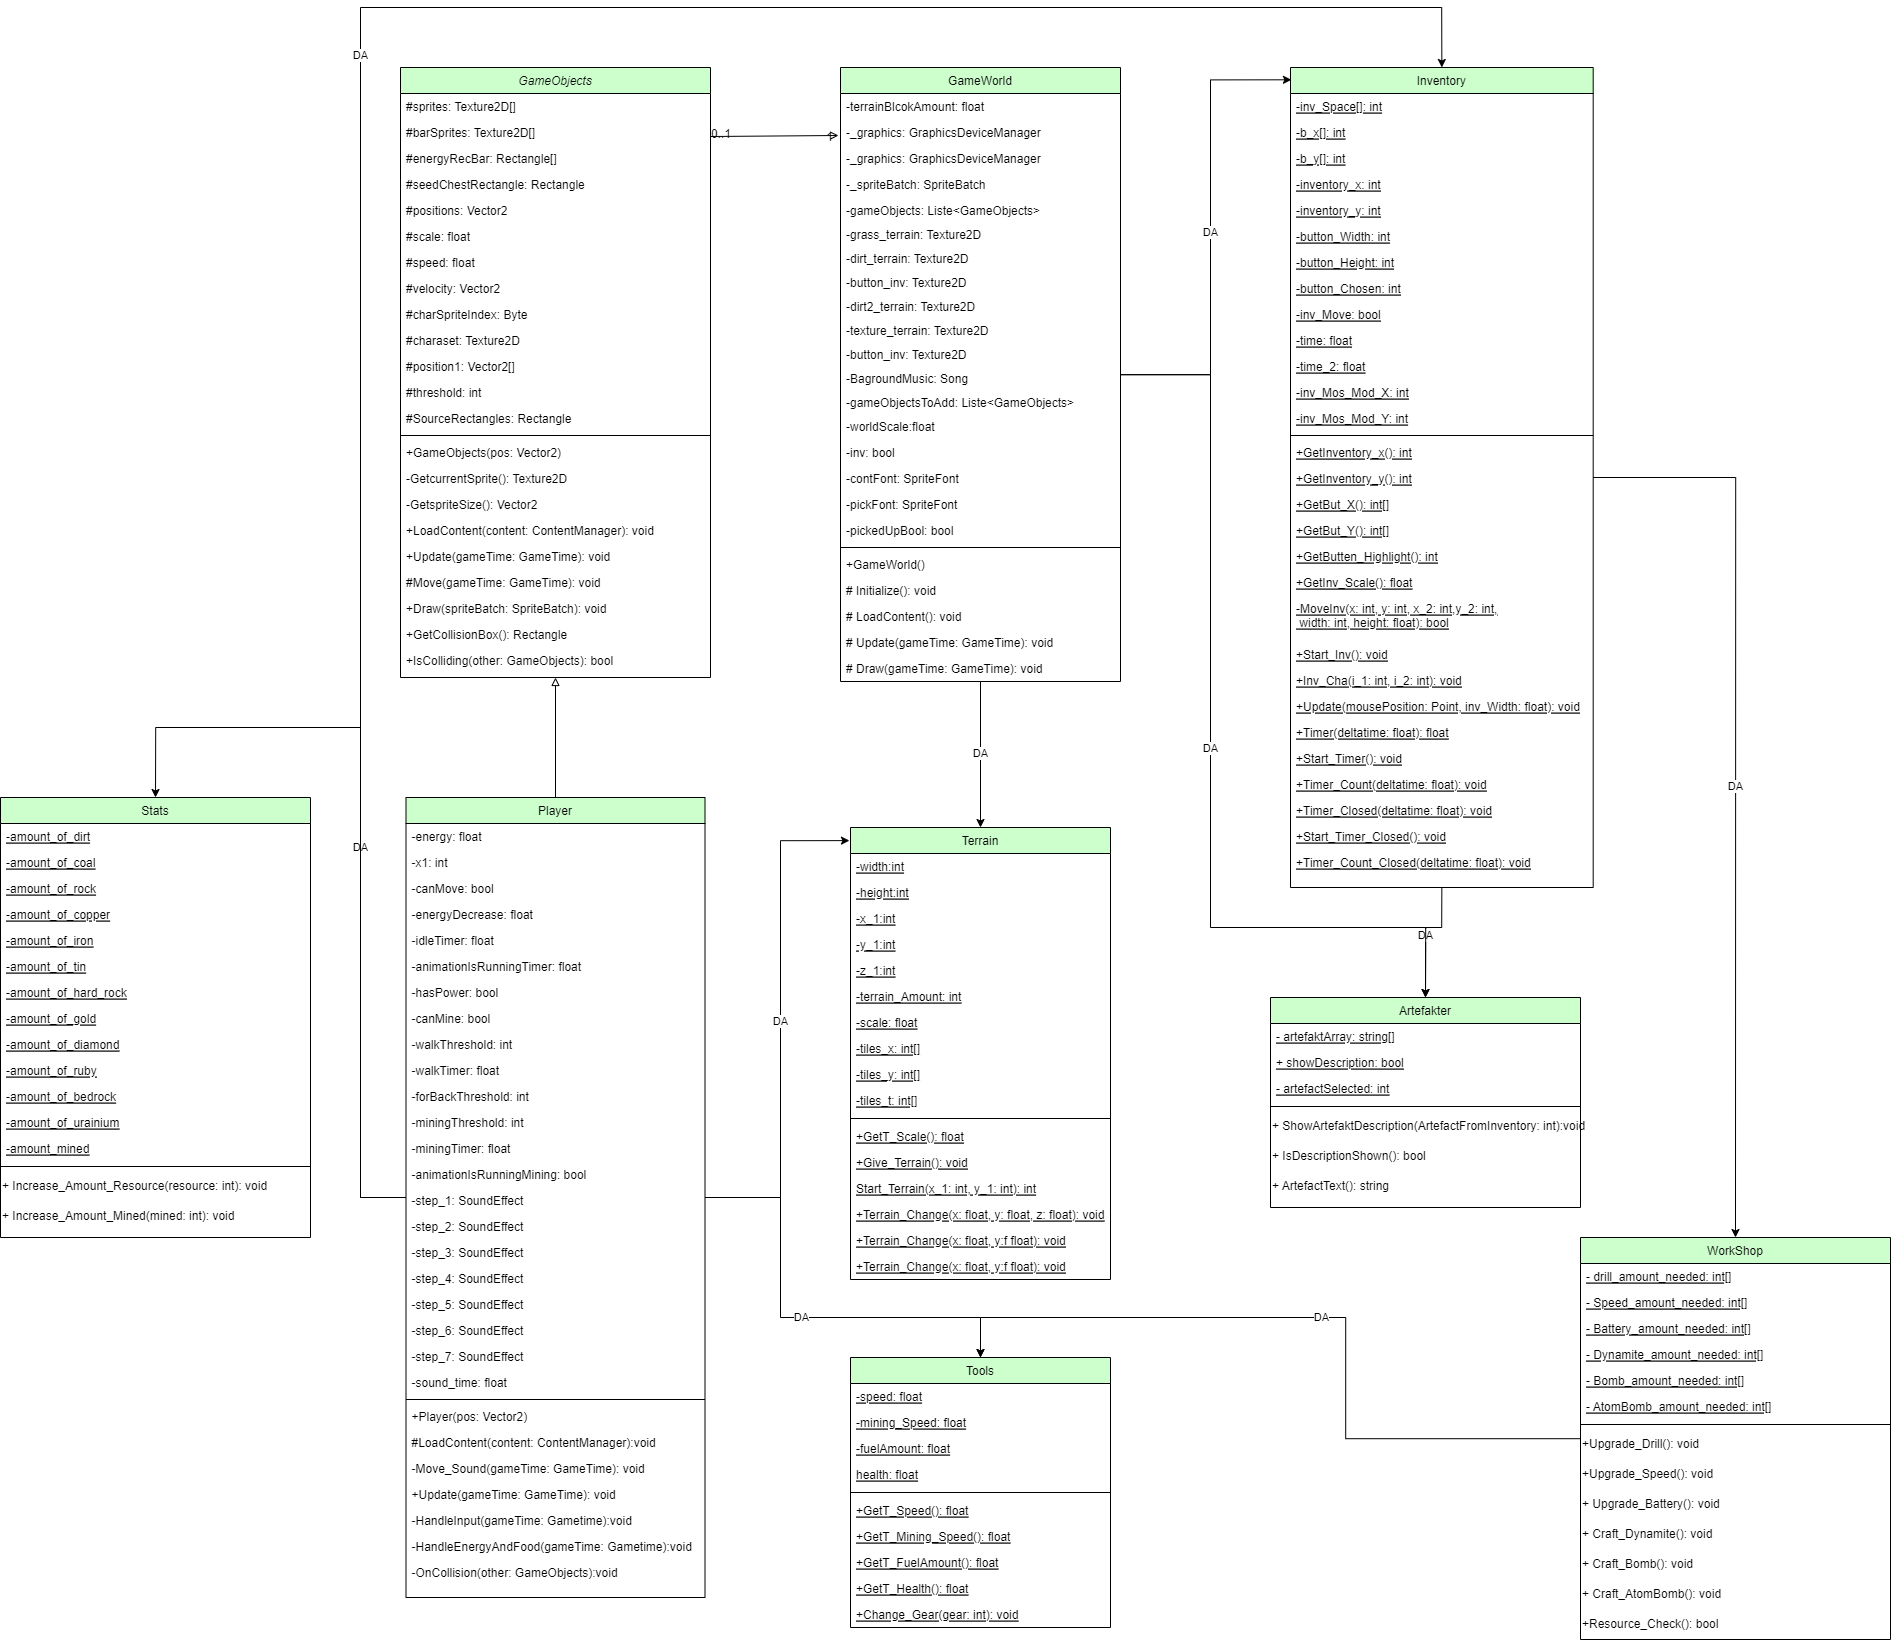 DA
GameObjects
#sprites: Texture2D[]
#barSprites: Texture2D[]
#energyRecBar: Rectangle[]
#seedChestRectangle: Rectangle
#positions: Vector2
#scale: float
#speed: float
#velocity: Vector2
#charSpriteIndex: Byte
#charaset: Texture2D
#position1: Vector2[]
#threshold: int
#SourceRectangles: Rectangle
+GameObjects(pos: Vector2)
-GetcurrentSprite(): Texture2D
-GetspriteSize(): Vector2
+LoadContent(content: ContentManager): void
+Update(gameTime: GameTime): void
#Move(gameTime: GameTime): void
+Draw(spriteBatch: SpriteBatch): void
+GetCollisionBox(): Rectangle
+IsColliding(other: GameObjects): bool
0..1
GameWorld
-terrainBlcokAmount: float
-_graphics: GraphicsDeviceManager
-_graphics: GraphicsDeviceManager
-_spriteBatch: SpriteBatch
-gameObjects: Liste<GameObjects>
-grass_terrain: Texture2D
-dirt_terrain: Texture2D
-button_inv: Texture2D
-dirt2_terrain: Texture2D
-texture_terrain: Texture2D
-button_inv: Texture2D
-BagroundMusic: Song
-gameObjectsToAdd: Liste<GameObjects>
-worldScale:float
-inv: bool
-contFont: SpriteFont
-pickFont: SpriteFont
-pickedUpBool: bool
+GameWorld()
# Initialize(): void
# LoadContent(): void
# Update(gameTime: GameTime): void
# Draw(gameTime: GameTime): void
DA
DA
DA
Inventory
-inv_Space[]: int
-b_x[]: int
-b_y[]: int
-inventory_x: int
-inventory_y: int
-button_Width: int
-button_Height: int
-button_Chosen: int
-inv_Move: bool
-time: float
-time_2: float
-inv_Mos_Mod_X: int
-inv_Mos_Mod_Y: int
+GetInventory_x(): int
+GetInventory_y(): int
+GetBut_X(): int[]
+GetBut_Y(): int[]
+GetButten_Highlight(): int
+GetInv_Scale(): float
-MoveInv(x: int, y: int, x_2: int,y_2: int,
width: int, height: float): bool
+Start_Inv(): void
+Inv_Cha(i_1: int, i_2: int): void
+Update(mousePosition: Point, inv_Width: float): void
+Timer(deltatime: float): float
+Start_Timer(): void
+Timer_Count(deltatime: float): void
+Timer_Closed(deltatime: float): void
+Start_Timer_Closed(): void
+Timer_Count_Closed(deltatime: float): void
DA
DA
Stats
-amount_of_dirt
-amount_of_coal
-amount_of_rock
-amount_of_copper
-amount_of_iron
-amount_of_tin
-amount_of_hard_rock
-amount_of_gold
-amount_of_diamond
-amount_of_ruby
-amount_of_bedrock
-amount_of_urainium
-amount_mined
+ Increase_Amount_Resource(resource: int): void
+ Increase_Amount_Mined(mined: int): void
DA
Player
-energy: float
-x1: int
-canMove: bool
-energyDecrease: float
-idleTimer: float
-animationIsRunningTimer: float
-hasPower: bool
-canMine: bool
-walkThreshold: int
-walkTimer: float
-forBackThreshold: int
-miningThreshold: int
-miningTimer: float
-animationIsRunningMining: bool
-step_1: SoundEffect
-step_2: SoundEffect
-step_3: SoundEffect
-step_4: SoundEffect
-step_5: SoundEffect
-step_6: SoundEffect
-step_7: SoundEffect
-sound_time: float
+Player(pos: Vector2)
#LoadContent(content: ContentManager):void
-Move_Sound(gameTime: GameTime): void
+Update(gameTime: GameTime): void
-HandleInput(gameTime: Gametime):void
-HandleEnergyAndFood(gameTime: Gametime):void
-OnCollision(other: GameObjects):void
DA
Terrain
-width:int
-height:int
-x_1:int
-y_1:int
-z_1:int
-terrain_Amount: int
-scale: float
-tiles_x: int[]
-tiles_y: int[]
-tiles_t: int[]
+GetT_Scale(): float
+Give_Terrain(): void
Start_Terrain(x_1: int, y_1: int): int
+Terrain_Change(x: float, y: float, z: float): void
+Terrain_Change(x: float, y:f float): void
+Terrain_Change(x: float, y:f float): void
Artefakter
- artefaktArray: string[]
+ showDescription: bool
- artefactSelected: int
+ ShowArtefaktDescription(ArtefactFromInventory: int):void
+ IsDescriptionShown(): bool
+ ArtefactText(): string
DA
DA
Tools
-speed: float
-mining_Speed: float
-fuelAmount: float
health: float
+GetT_Speed(): float
+GetT_Mining_Speed(): float
+GetT_FuelAmount(): float
+GetT_Health(): float
+Change_Gear(gear: int): void
WorkShop
- drill_amount_needed: int[]
- Speed_amount_needed: int[]
- Battery_amount_needed: int[]
- Dynamite_amount_needed: int[]
- Bomb_amount_needed: int[]
- AtomBomb_amount_needed: int[]
+Upgrade_Drill(): void
+Upgrade_Speed(): void
+ Upgrade_Battery(): void
+ Craft_Dynamite(): void
+ Craft_Bomb(): void
+ Craft_AtomBomb(): void
+Resource_Check(): bool